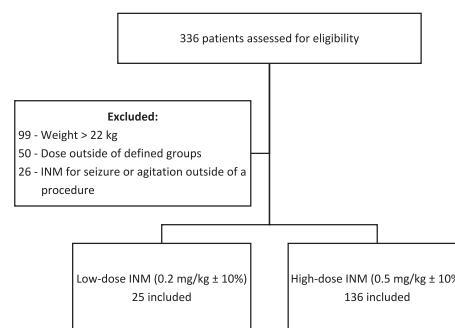 336 patients assessed for eligibility
Excluded:
99 - Weight > 22 kg
50 - Dose outside of defined groups
26 - INM for seizure or agitation outside of a
procedure
Low-dose INM (0.2 mg/kg ± 10%)
25 included
High-dose INM (0.5 mg/kg ± 10%
136 included